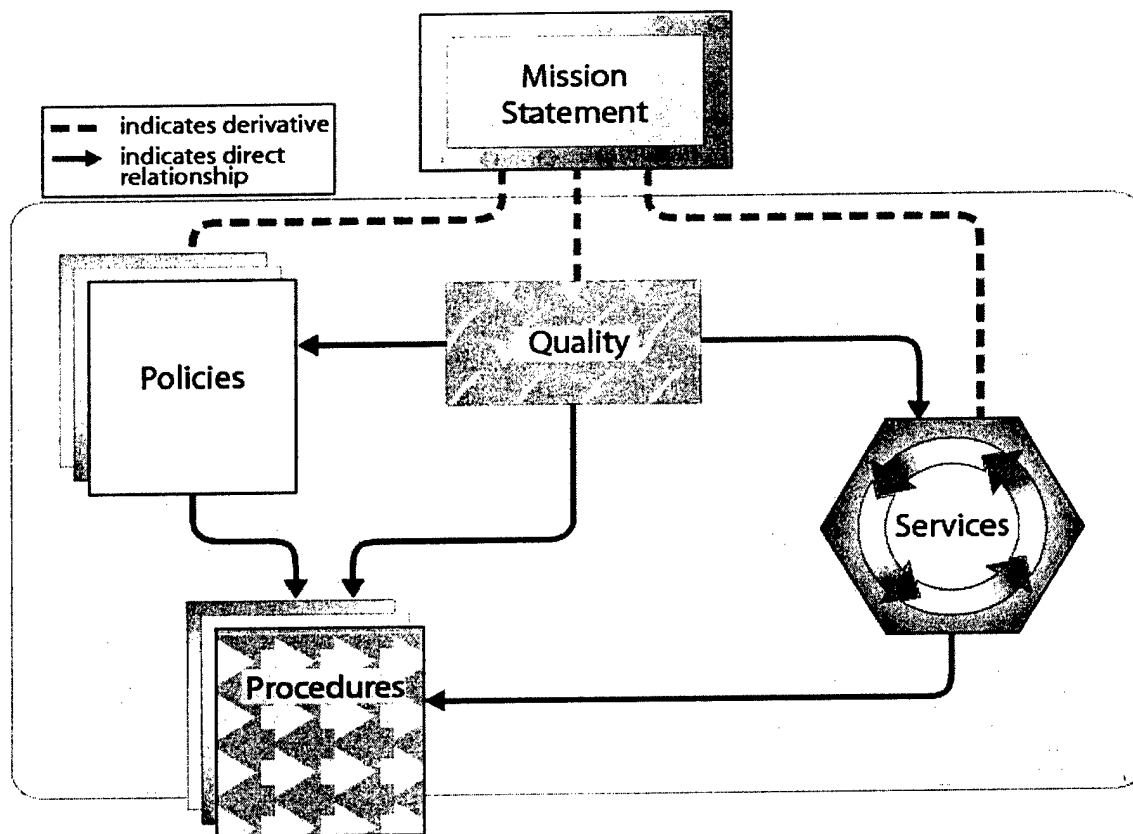 Mission
Statement
indicates derivative
indicates direct
relationship
Quality
Policies
Services
Procedures